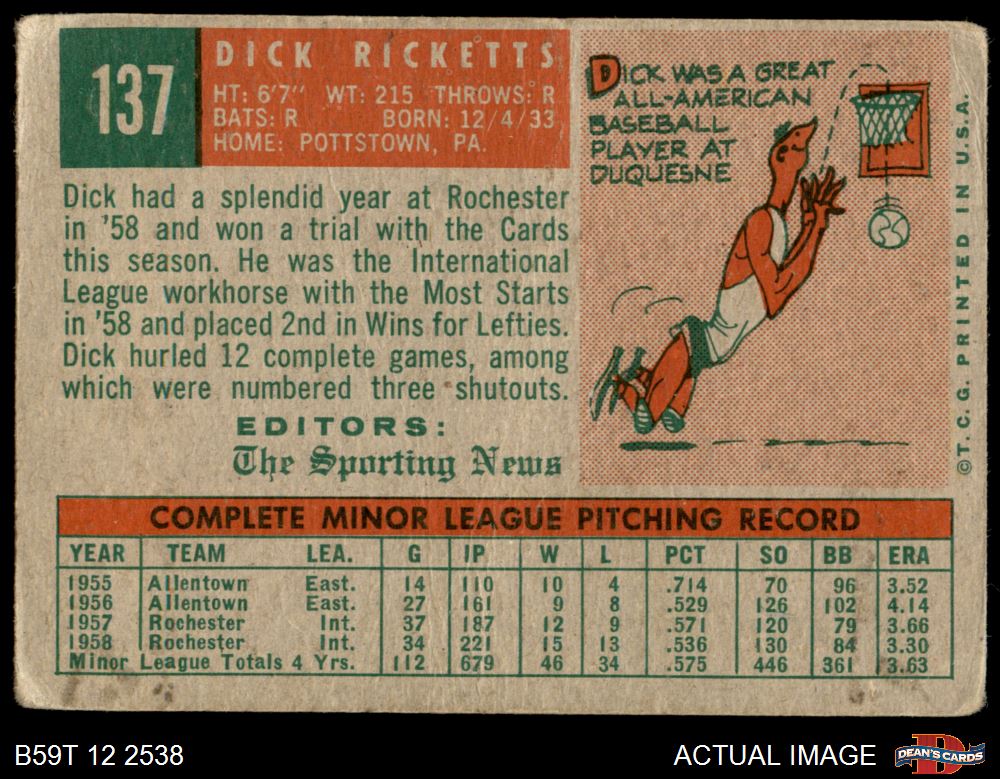 137
DICK RICKETTS
HT: 6'7" WT: 215 THROWS: R
BATS: R BORN: 12/4/33
HOME: POTTSTOWN, PA.
Dick had a splendid year at Rochester
in '58 and won a trial with the Cards
this season. He was the International
League workhorse with the Most Starts
in '58 and placed 2nd in Wins for Lefties.
Dick hurled 12 complete games, among
which were numbered three shutouts.
EDITORS:
The Sporting News
DICK WAS A GREAT
ALL-AMERICAN
BASEBALL
PLAYER AT
DUQUESNE
©T.C.G. PRINTED IN U.S.A.
COMPLETE MINOR LEAGUE PITCHING RECORD
YEAR TEAM LEA. G IP W L PCT SO BB ERA
1955 Allentown East. 14 110 10 4 .714 70 96 3.52
1956 Allentown East. 27 161 9 8 .529 126 102 4.14
1957 Rochester Int. 37 187 12 9 .571 120 79 3.66
1958 Rochester Int. 34 221 15 13 .536 130 84 3.30
Minor League Totals 4 Yrs. 112 679 46 34 .575 446 361 3.63
B59T 12 2538
ACTUAL IMAGE
DEAN'S CARDS